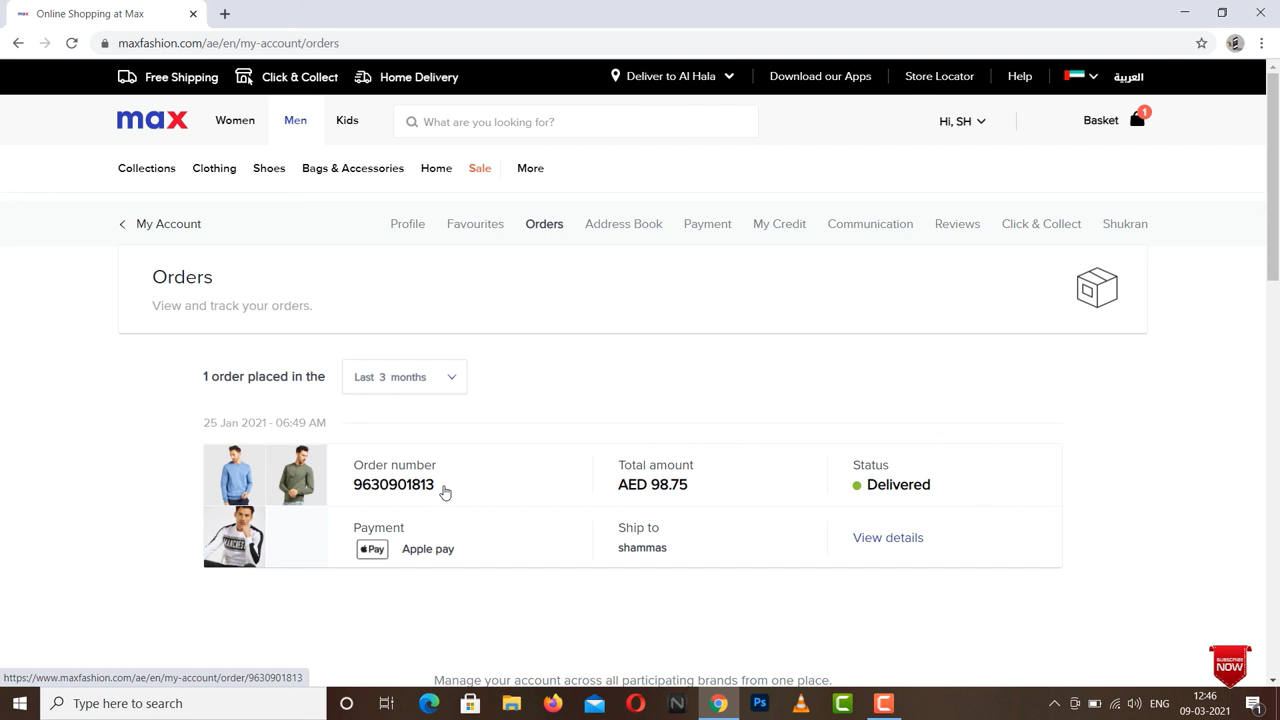 max Online Shopping at Max
maxfashion.com/ae/en/my-account/orders
Free Shipping Click & Collect Home Delivery Deliver to Al Hala Download our Apps Store Locator Help العربية
max Women Men Kids What are you looking for? Hi, SH Basket 1
Collections Clothing Shoes Bags & Accessories Home Sale More
My Account Profile Favourites Orders Address Book Payment My Credit Communication Reviews Click & Collect Shukran
Orders
View and track your orders.
1 order placed in the Last 3 months
25 Jan 2021 - 06:49 AM
Order number Total amount Status
9630901813 AED 98.75 Delivered
Payment Ship to
Pay Apple pay shammas View details
SUBSCRIBE
NOW
https://www.maxfashion.com/ae/en/my-account/order/9630901813
Manage your account across all participating brands from one place.
Type here to search
N Ps C C
ENG
12:46
09-03-2021
1